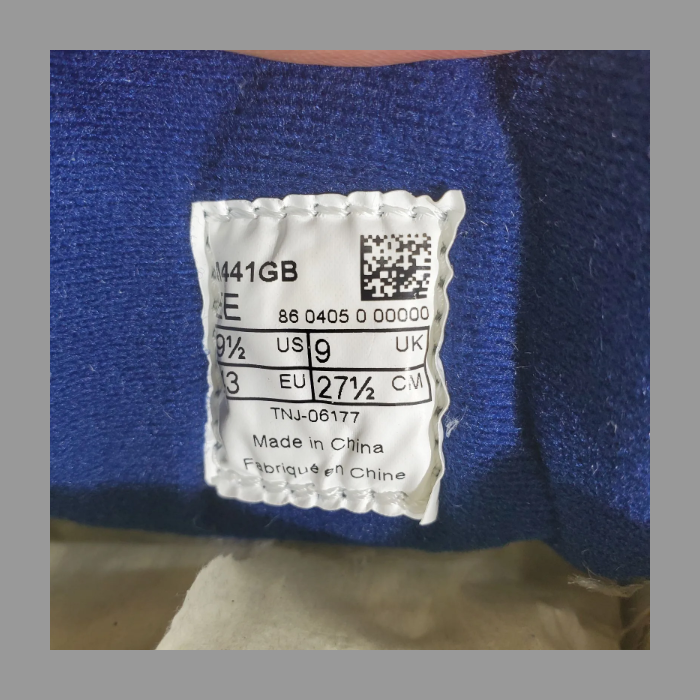 441GB
E
86 0405 0 00000
9½ US 9 UK
3 EU 27½ CM
TNJ-06177
Made in China
Fabriqué en Chine